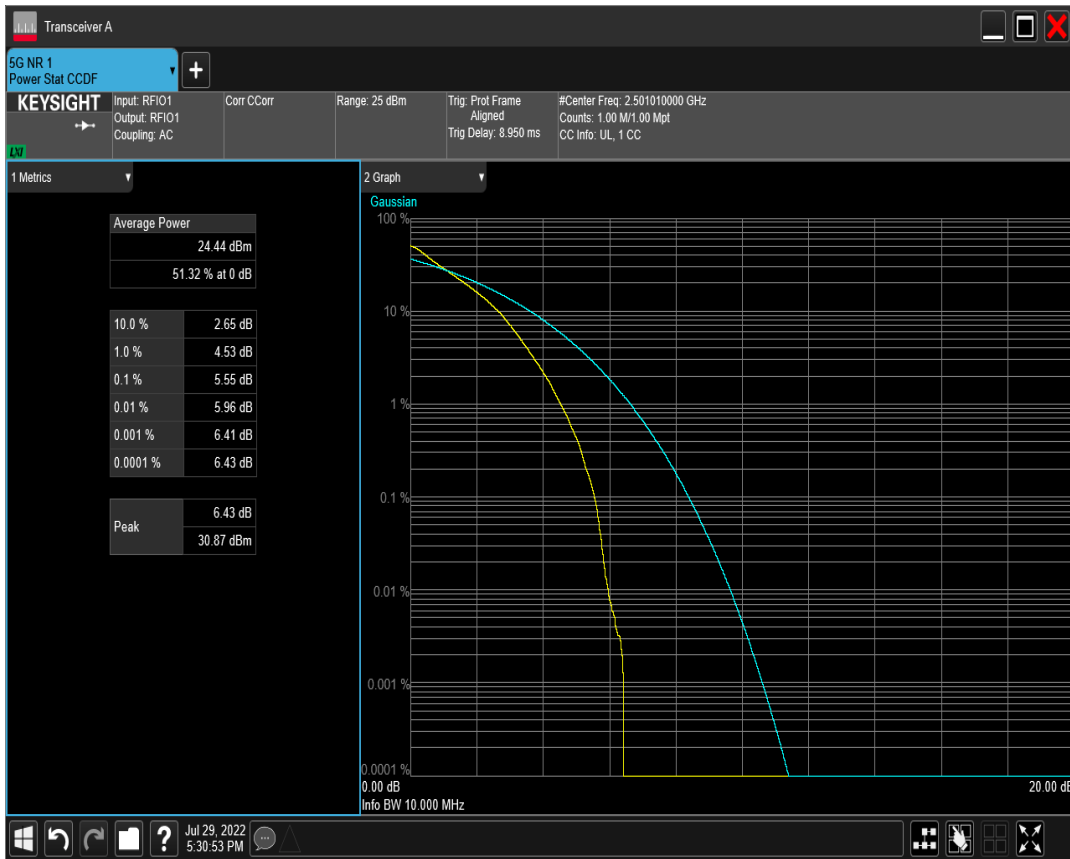 Transceiver A
5G NR 1
Power Stat CCDF
+
KEYSIGHT
LXI
Input: RFIO1
Output: RFIO1
Coupling: AC
Corr CCorr
Range: 25 dBm
Trig: Prot Frame
Aligned
Trig Delay: 8.950 ms
#Center Freq: 2.501010000 GHz
Counts: 1.00 M/1.00 Mpt
CC Info: UL, 1 CC
1 Metrics
Average Power
24.44 dBm
51.32 % at 0 dB
10.0 % 2.65 dB
1.0 % 4.53 dB
0.1 % 5.55 dB
0.01 % 5.96 dB
0.001 % 6.41 dB
0.0001 % 6.43 dB
Peak 6.43 dB
30.87 dBm
2 Graph
Gaussian
100 %
10 %
1 %
0.1 %
0.01 %
0.001 %
0.0001 %
0.00 dB 20.00 dB
Info BW 10.000 MHz
?
Jul 29, 2022
5:30:53 PM